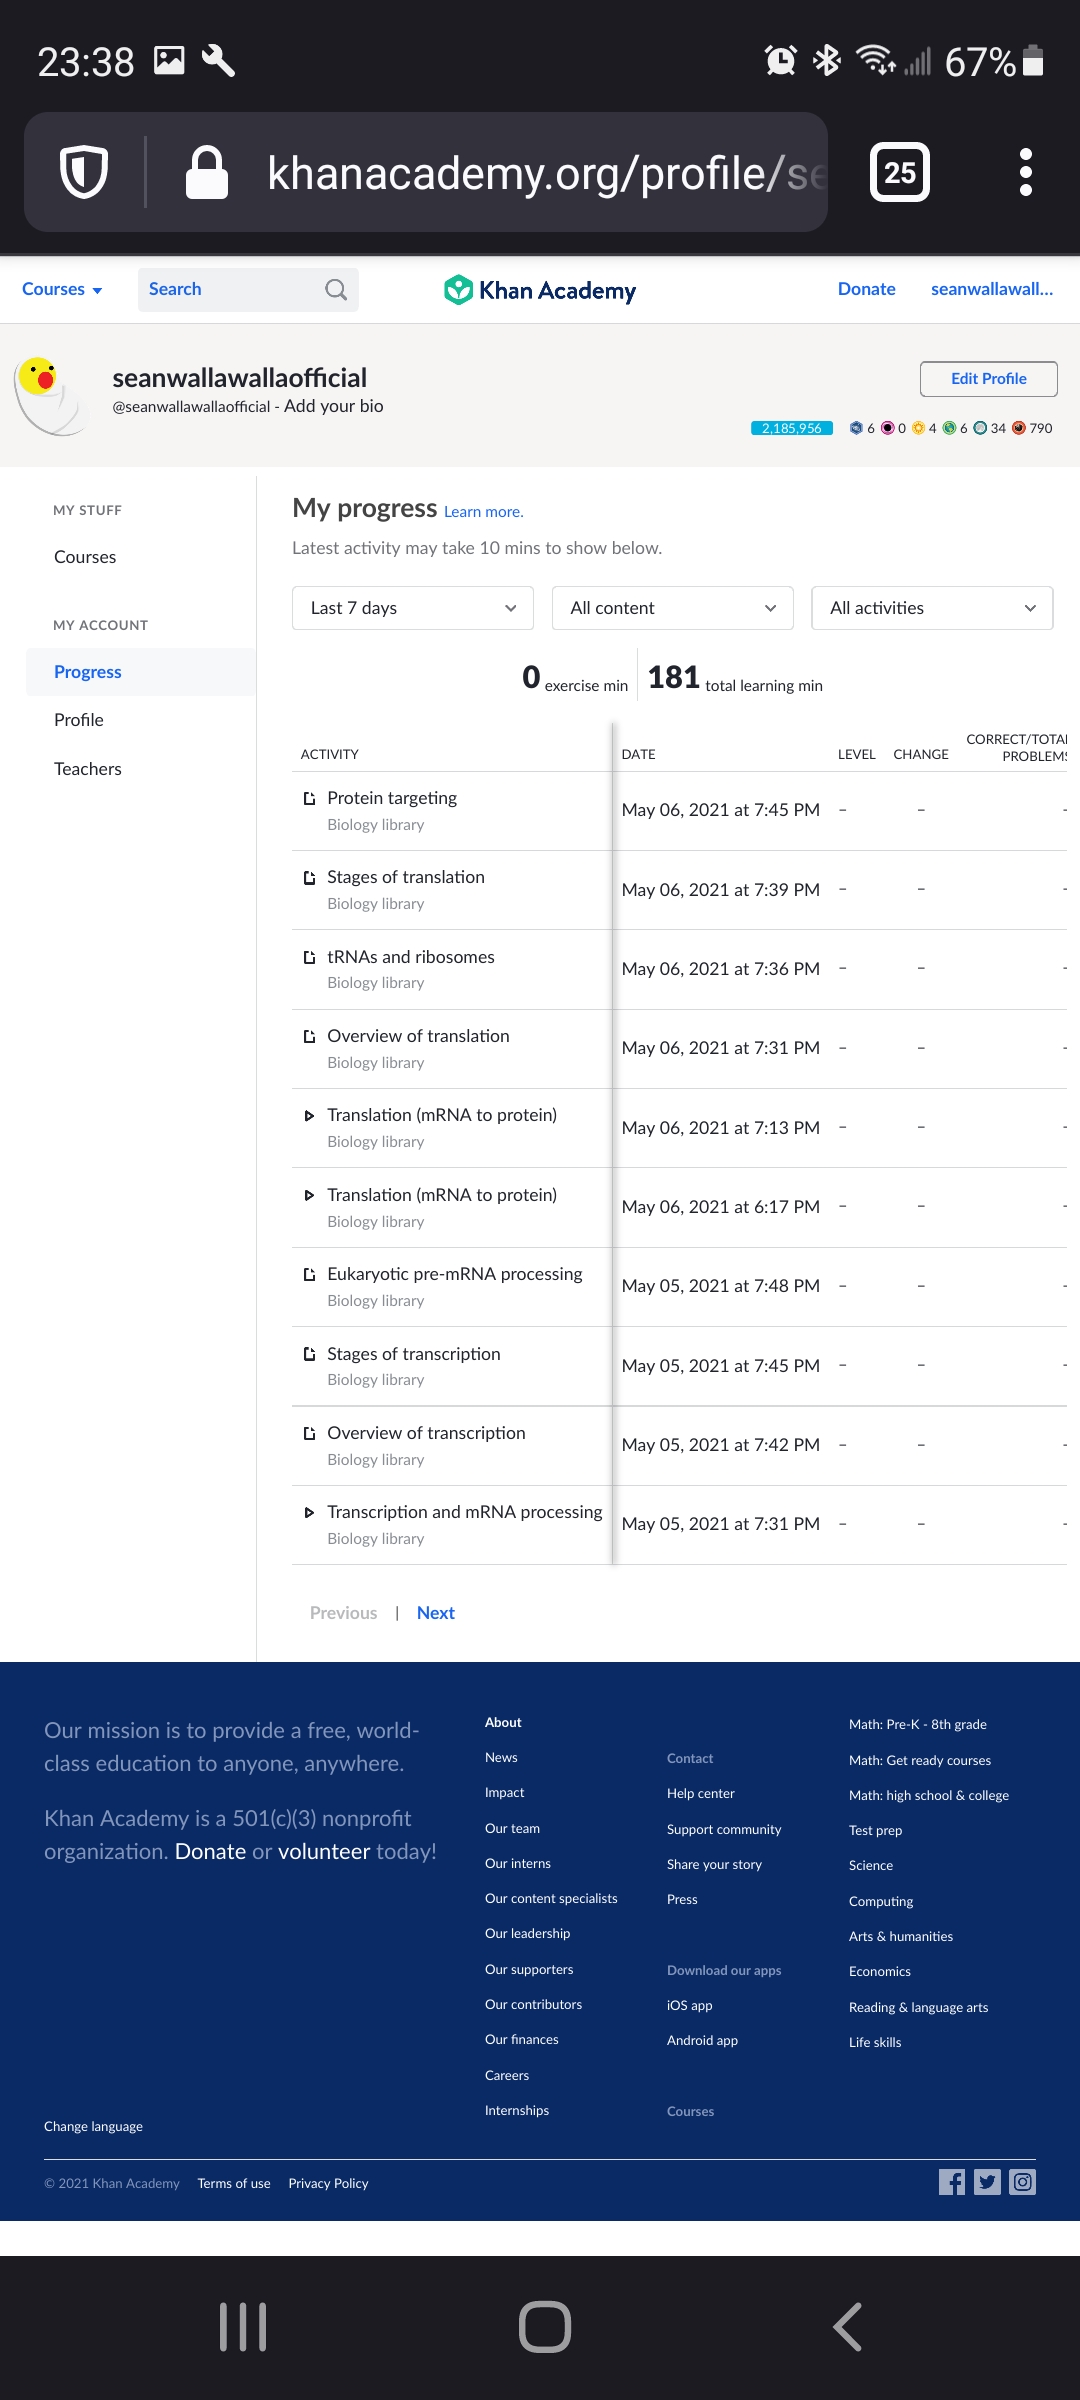 23:38
67%
khanacademy.org/profile/se
25
Courses
Search
Khan Academy
Donate
seanwallawall...
seanwallawallaofficial
@seanwallawallaofficial - Add your bio
Edit Profile
2,185,956 6 0 4 6 34 790
MY STUFF
Courses
MY ACCOUNT
Progress
Profile
Teachers
My progress Learn more.
Latest activity may take 10 mins to show below.
Last 7 days
All content
All activities
0 exercise min
181 total learning min
ACTIVITY DATE LEVEL CHANGE CORRECT/TOTAL PROBLEMS
Protein targeting
Biology library
May 06, 2021 at 7:45 PM – – –
Stages of translation
Biology library
May 06, 2021 at 7:39 PM – – –
tRNAs and ribosomes
Biology library
May 06, 2021 at 7:36 PM – – –
Overview of translation
Biology library
May 06, 2021 at 7:31 PM – – –
Translation (mRNA to protein)
Biology library
May 06, 2021 at 7:13 PM – – –
Translation (mRNA to protein)
Biology library
May 06, 2021 at 6:17 PM – – –
Eukaryotic pre-mRNA processing
Biology library
May 05, 2021 at 7:48 PM – – –
Stages of transcription
Biology library
May 05, 2021 at 7:45 PM – – –
Overview of transcription
Biology library
May 05, 2021 at 7:42 PM – – –
Transcription and mRNA processing
Biology library
May 05, 2021 at 7:31 PM – – –
Previous | Next
Our mission is to provide a free, world-
class education to anyone, anywhere.
Khan Academy is a 501(c)(3) nonprofit
organization. Donate or volunteer today!
About
News
Impact
Our team
Our interns
Our content specialists
Our leadership
Our supporters
Our contributors
Our finances
Careers
Internships
Contact
Help center
Support community
Share your story
Press
Download our apps
iOS app
Android app
Courses
Math: Pre-K - 8th grade
Math: Get ready courses
Math: high school & college
Test prep
Science
Computing
Arts & humanities
Economics
Reading & language arts
Life skills
Change language
© 2021 Khan Academy Terms of use Privacy Policy